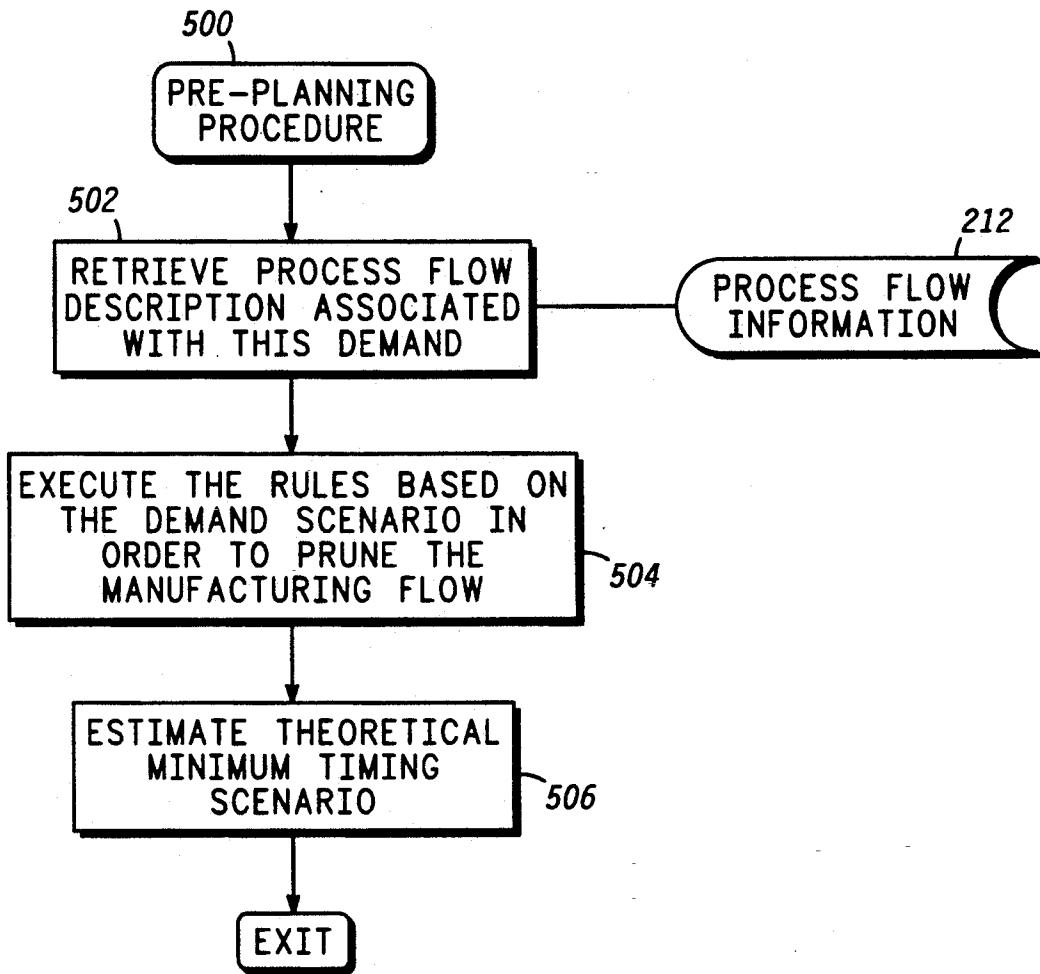 500
PRE-PLANNING
PROCEDURE
502
RETRIEVE PROCESS FLOW
DESCRIPTION ASSOCIATED
WITH THIS DEMAND
212
PROCESS FLOW
INFORMATION
EXECUTE THE RULES BASED ON
THE DEMAND SCENARIO IN
ORDER TO PRUNE THE
MANUFACTURING FLOW
504
ESTIMATE THEORETICAL
MINIMUM TIMING
SCENARIO
506
EXIT